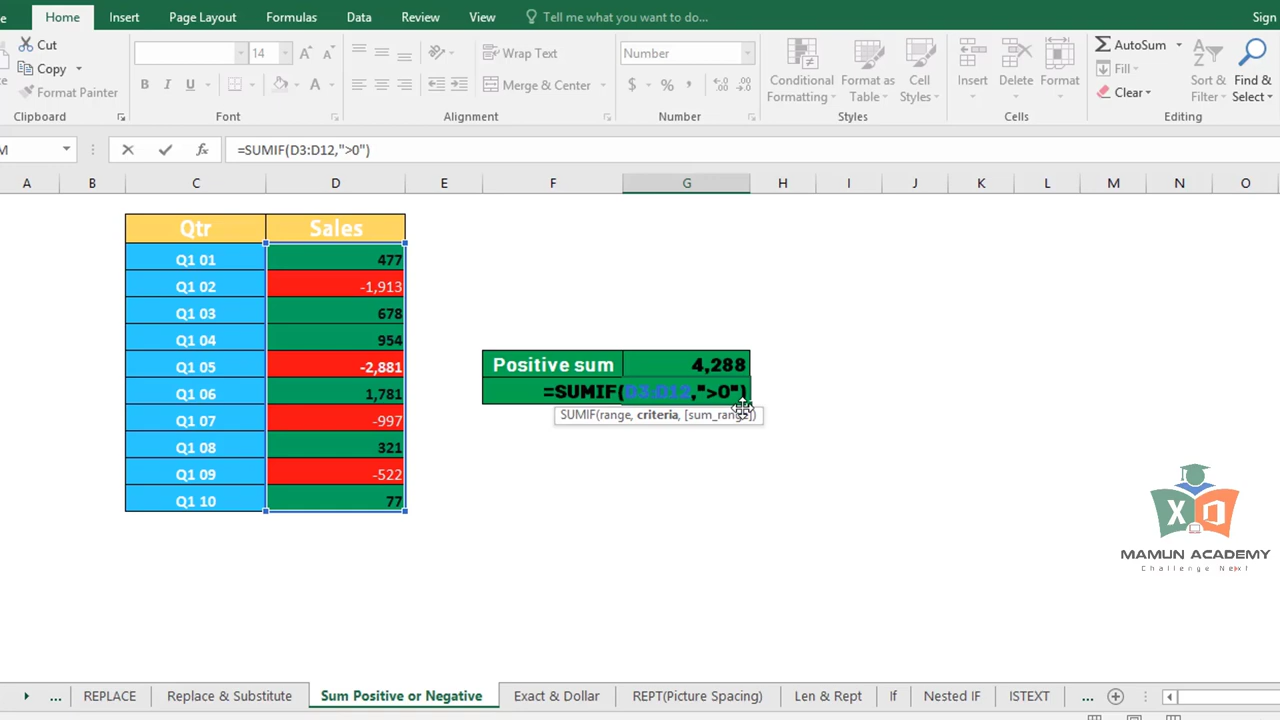 Home Insert Page Layout Formulas Data Review View Tell me what you want to do... Sign
Cut
Copy
Format Painter
Clipboard
14
B I U
Font
Wrap Text
Merge & Center
Alignment
Number
$ %
Number
Conditional Formatting
Format as Table
Cell Styles
Styles
Insert Delete Format
Cells
AutoSum
Fill
Clear
Sort & Filter
Find & Select
Editing
M fx =SUMIF(D3:D12,">0")
A B C D E F G H I J K L M N O
Qtr Sales
Q1 01 477
Q1 02 -1,913
Q1 03 678
Q1 04 954
Q1 05 -2,881
Q1 06 1,781
Q1 07 -997
Q1 08 321
Q1 09 -522
Q1 10 77
Positive sum 4,288
=SUMIF(D3:D12,">0")
SUMIF(range, criteria, [sum_range])
MAMUN ACADEMY
Challenge Next
... REPLACE Replace & Substitute Sum Positive or Negative Exact & Dollar REPT(Picture Spacing) Len & Rept If Nested IF ISTEXT ...